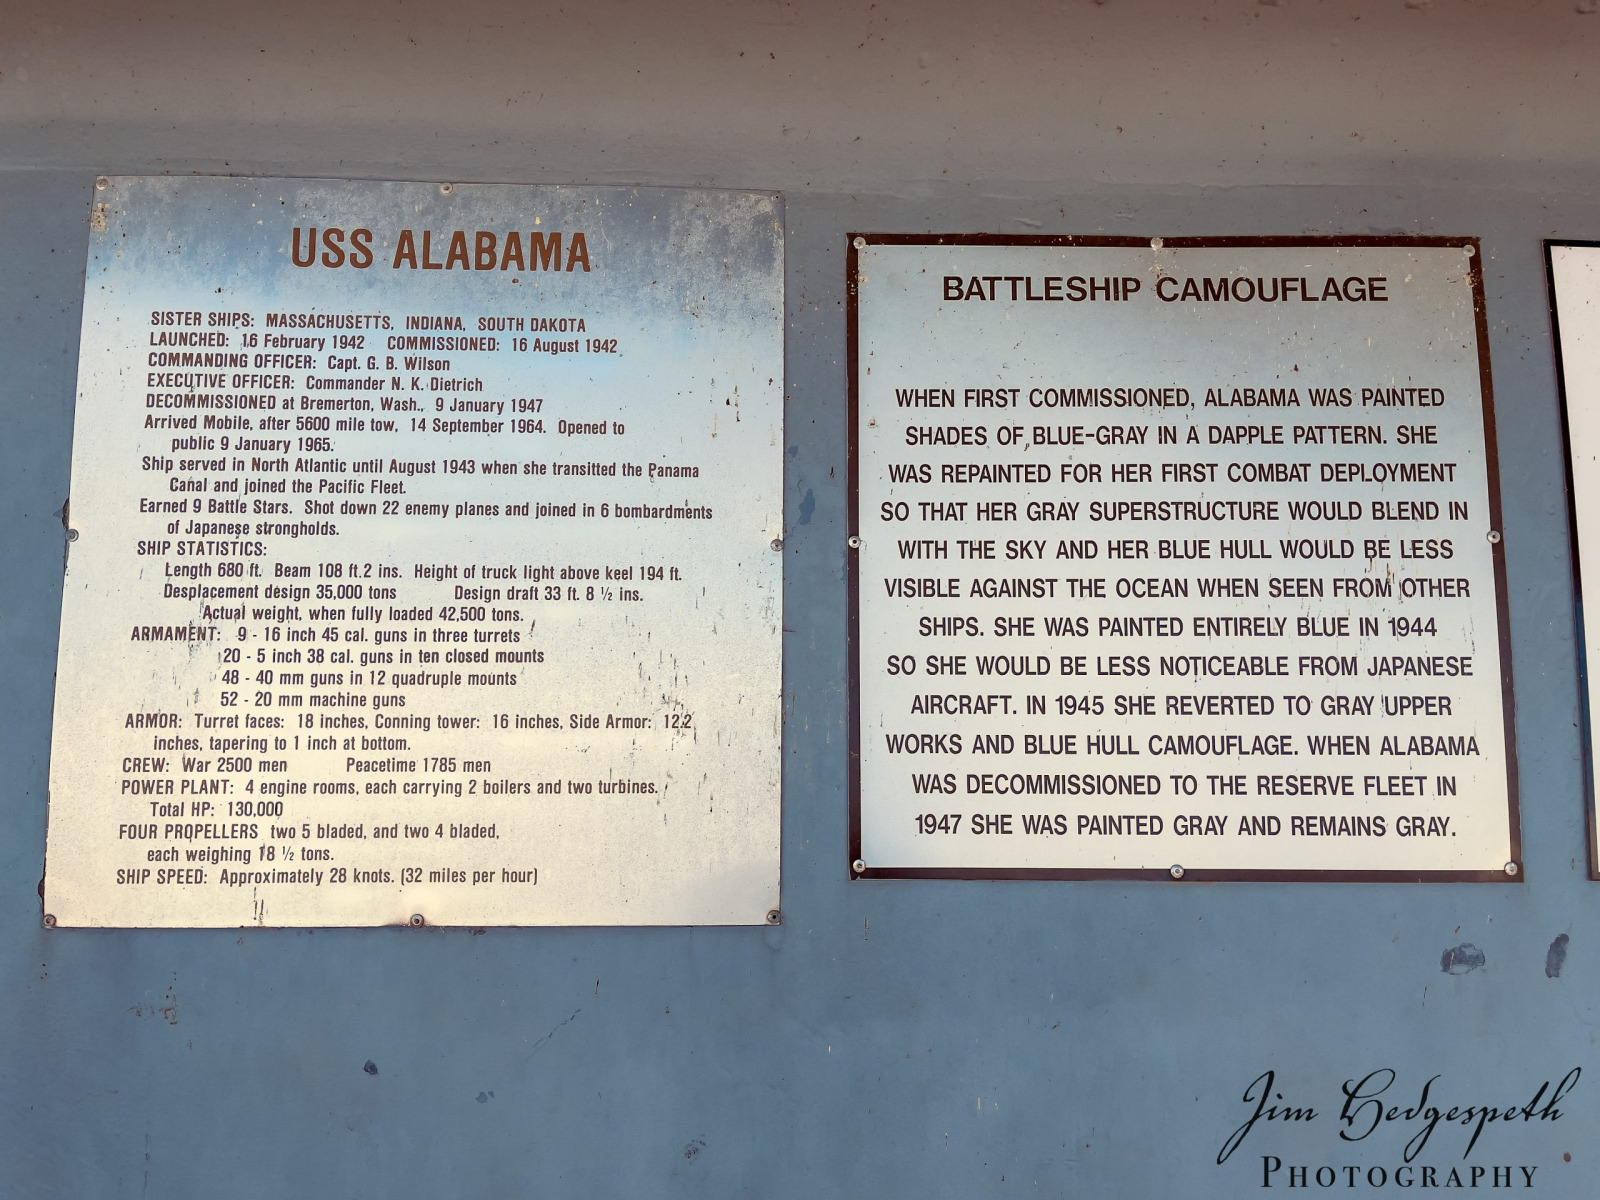 USS ALABAMA
SISTER SHIPS: MASSACHUSETTS, INDIANA, SOUTH DAKOTA
LAUNCHED: 16 February 1942 COMMISSIONED: 16 August 1942
COMMANDING OFFICER: Capt. G. B. Wilson
EXECUTIVE OFFICER: Commander N. K. Dietrich
DECOMMISSIONED at Bremerton, Wash., 9 January 1947
Arrived Mobile, after 5600 mile tow, 14 September 1964. Opened to
public 9 January 1965.
Ship served in North Atlantic until August 1943 when she transitted the Panama
Canal and joined the Pacific Fleet.
Earned 9 Battle Stars. Shot down 22 enemy planes and joined in 6 bombardments
of Japanese strongholds.
SHIP STATISTICS:
Length 680 ft. Beam 108 ft.2 ins. Height of truck light above keel 194 ft.
Desplacement design 35,000 tons Design draft 33 ft. 8 ½ ins.
Actual weight, when fully loaded 42,500 tons.
ARMAMENT: 9 - 16 inch 45 cal. guns in three turrets
20 - 5 inch 38 cal. guns in ten closed mounts
48 - 40 mm guns in 12 quadruple mounts
52 - 20 mm machine guns
ARMOR: Turret faces: 18 inches, Conning tower: 16 inches, Side Armor: 12.2
inches, tapering to 1 inch at bottom.
CREW: War 2500 men Peacetime 1785 men
POWER PLANT: 4 engine rooms, each carrying 2 boilers and two turbines.
Total HP: 130,000
FOUR PROPELLERS two 5 bladed, and two 4 bladed,
each weighing 18 ½ tons.
SHIP SPEED: Approximately 28 knots. (32 miles per hour)
BATTLESHIP CAMOUFLAGE
WHEN FIRST COMMISSIONED, ALABAMA WAS PAINTED
SHADES OF BLUE-GRAY IN A DAPPLE PATTERN. SHE
WAS REPAINTED FOR HER FIRST COMBAT DEPLOYMENT
SO THAT HER GRAY SUPERSTRUCTURE WOULD BLEND IN
WITH THE SKY AND HER BLUE HULL WOULD BE LESS
VISIBLE AGAINST THE OCEAN WHEN SEEN FROM OTHER
SHIPS. SHE WAS PAINTED ENTIRELY BLUE IN 1944
SO SHE WOULD BE LESS NOTICEABLE FROM JAPANESE
AIRCRAFT. IN 1945 SHE REVERTED TO GRAY UPPER
WORKS AND BLUE HULL CAMOUFLAGE. WHEN ALABAMA
WAS DECOMMISSIONED TO THE RESERVE FLEET IN
1947 SHE WAS PAINTED GRAY AND REMAINS GRAY.
Jim Hedgespeth
PHOTOGRAPHY